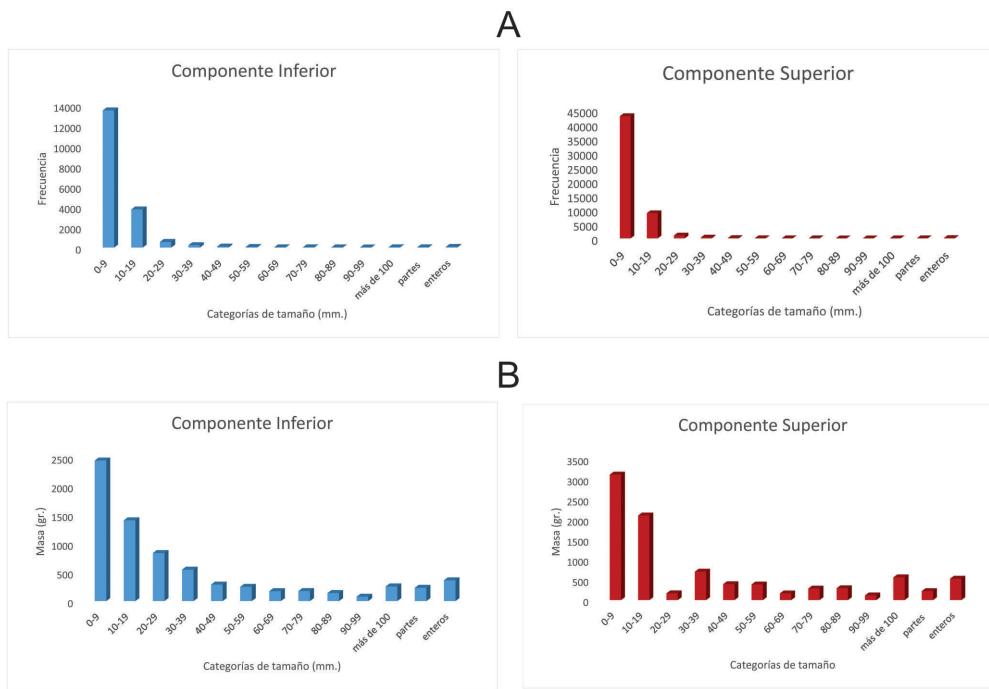 A
Componente Inferior
Frecuencia
14000
12000
10000
8000
6000
4000
2000
0
0-9
10-19
20-29
30-39
40-49
50-59
60-69
70-79
80-89
90-99
más de 100
partes
enteros
Categorías de tamaño (mm.)
Componente Superior
Frecuencia
45000
40000
35000
30000
25000
20000
15000
10000
5000
0
0-9
10-19
20-29
30-39
40-49
50-59
60-69
70-79
80-89
90-99
más de 100
partes
enteros
Categorías de tamaño (mm.)
B
Componente Inferior
Masa (gr.)
2500
2000
1500
1000
500
0
0-9
10-19
20-29
30-39
40-49
50-59
60-69
70-79
80-89
90-99
más de 100
partes
enteros
Categorías de tamaño (mm.)
Componente Superior
Masa (gr.)
3500
3000
2500
2000
1500
1000
500
0
0-9
10-19
20-29
30-39
40-49
50-59
60-69
70-79
80-89
90-99
más de 100
partes
enteros
Categorías de tamaño